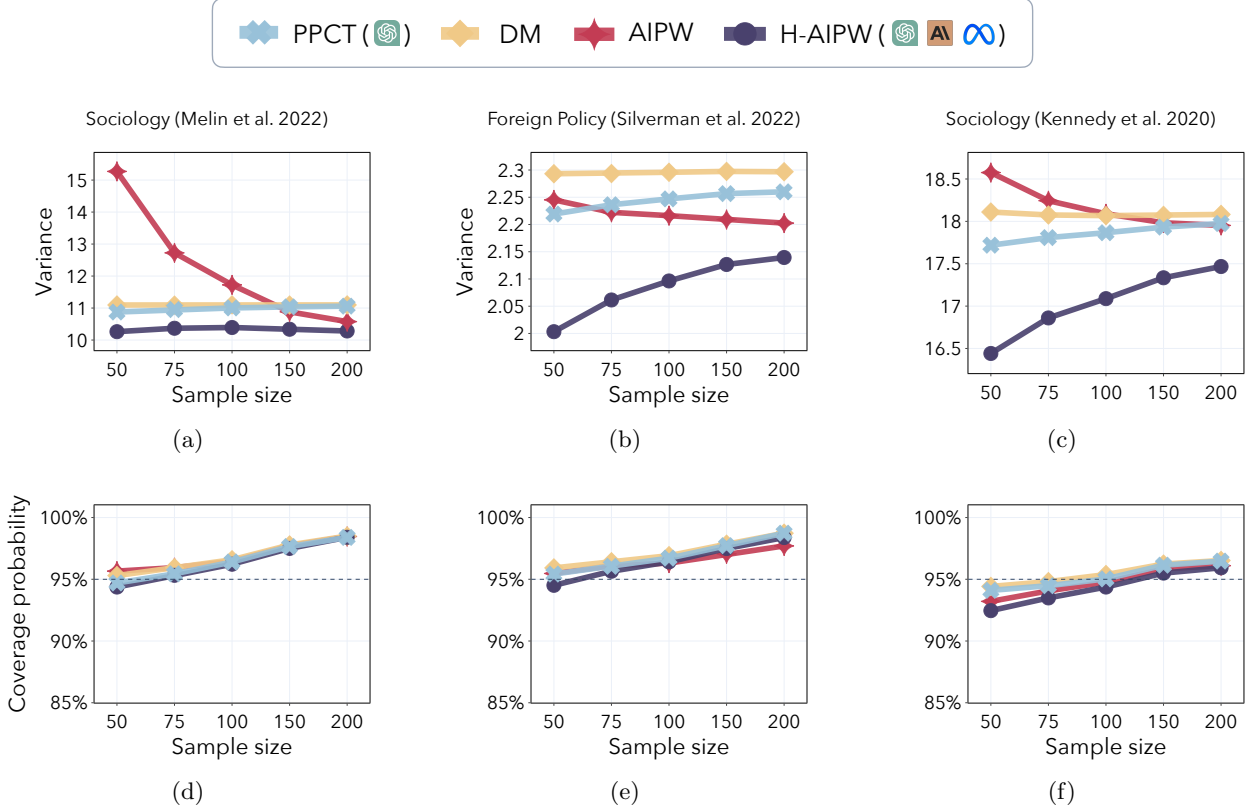 PPCT ( ) DM AIPW H-AIPW ( A\ )
Sociology (Melin et al. 2022)
Variance
15
14
13
12
11
10
50 75 100 150 200
Sample size
(a)
Foreign Policy (Silverman et al. 2022)
Variance
2.3
2.25
2.2
2.15
2.1
2.05
2
50 75 100 150 200
Sample size
(b)
Sociology (Kennedy et al. 2020)
18.5
18
17.5
17
16.5
50 75 100 150 200
(c)
Coverage probability
100%
95%
90%
85%
50 75 100 150 200
Sample size
(d)
100%
95%
90%
85%
50 75 100 150 200
Sample size
(e)
100%
95%
90%
85%
50 75 100 150 200
Sample size
(f)